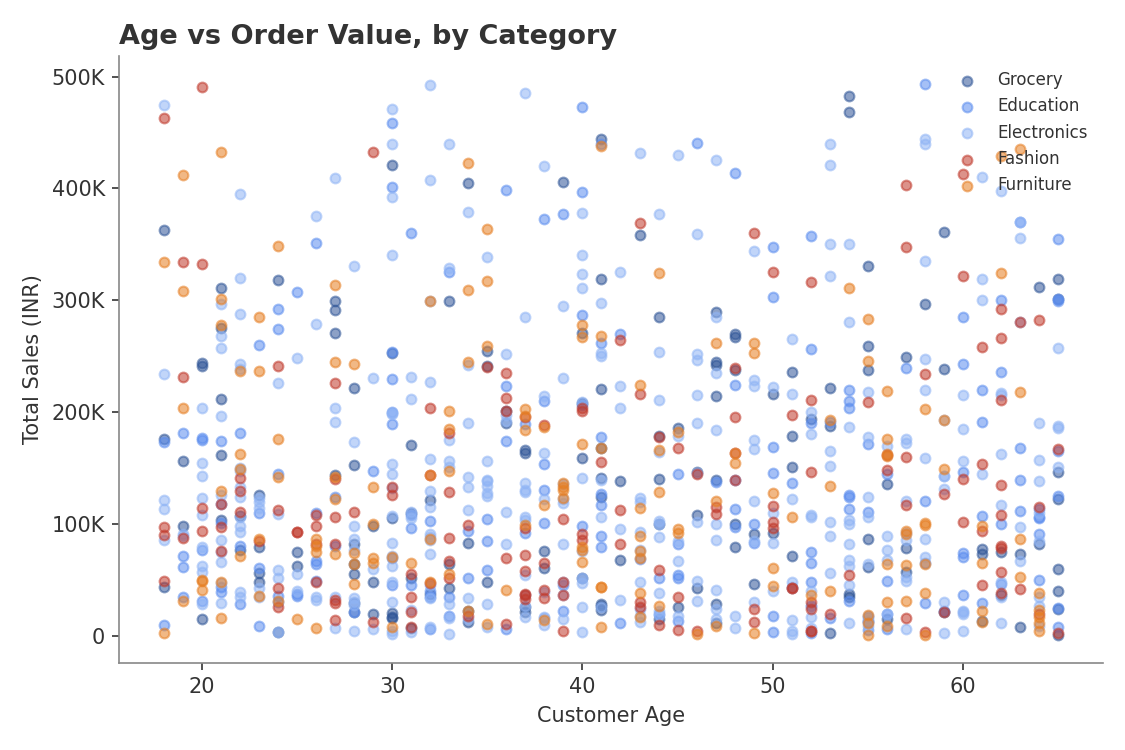 Age vs Order Value, by Category
Total Sales (INR)
500K
400K
300K
200K
100K
0
20
30
40
50
60
Customer Age
Grocery
Education
Electronics
Fashion
Furniture